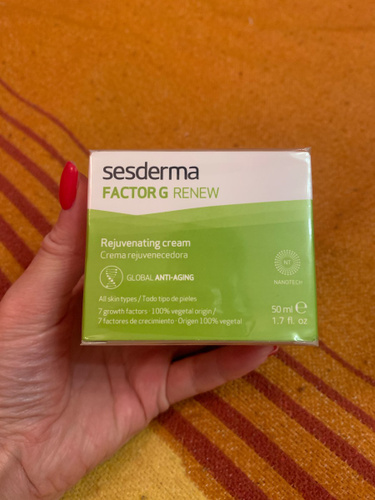 sesderma
FACTOR G RENEW
Rejuvenating cream
Crema rejuvenecedora
GLOBAL ANTI-AGING
NT
NANOTECH
All skin types / Todo tipo de pieles
7 growth factors · 100% vegetal origin /
7 factores de crecimiento · Origen 100% vegetal
50 ml e
1.7 fl. oz